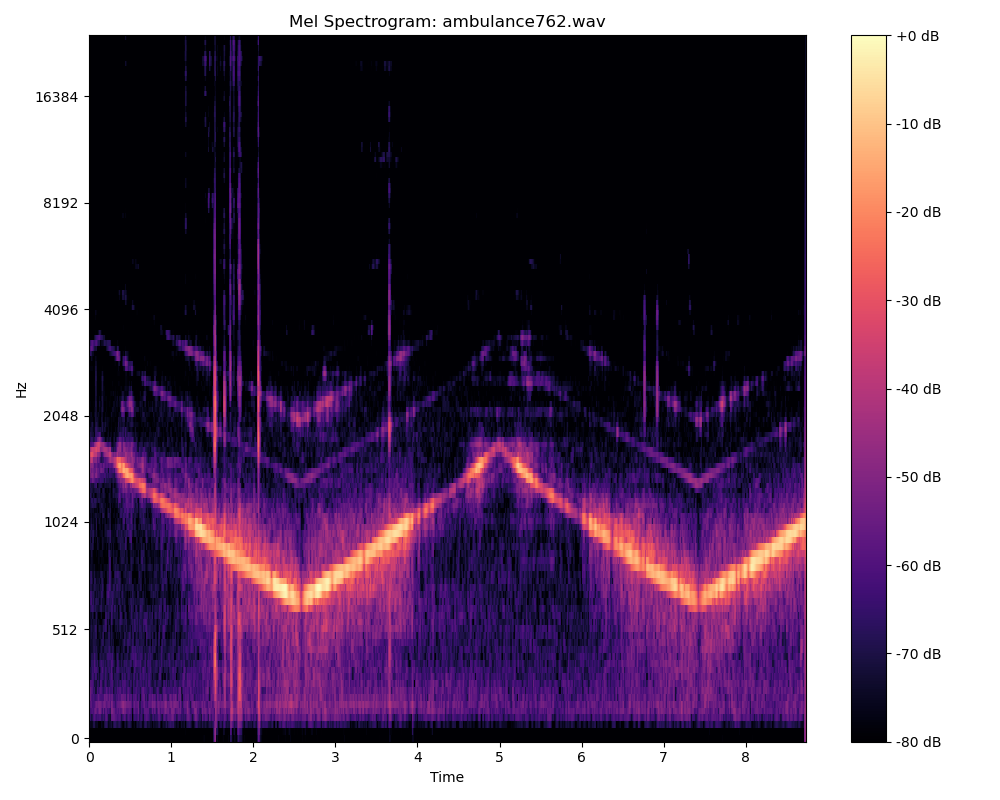 Mel Spectrogram: ambulance762.wav
Hz
16384
8192
4096
2048
1024
512
0
0 1 2 3 4 5 6 7 8
Time
+0 dB
-10 dB
-20 dB
-30 dB
-40 dB
-50 dB
-60 dB
-70 dB
-80 dB